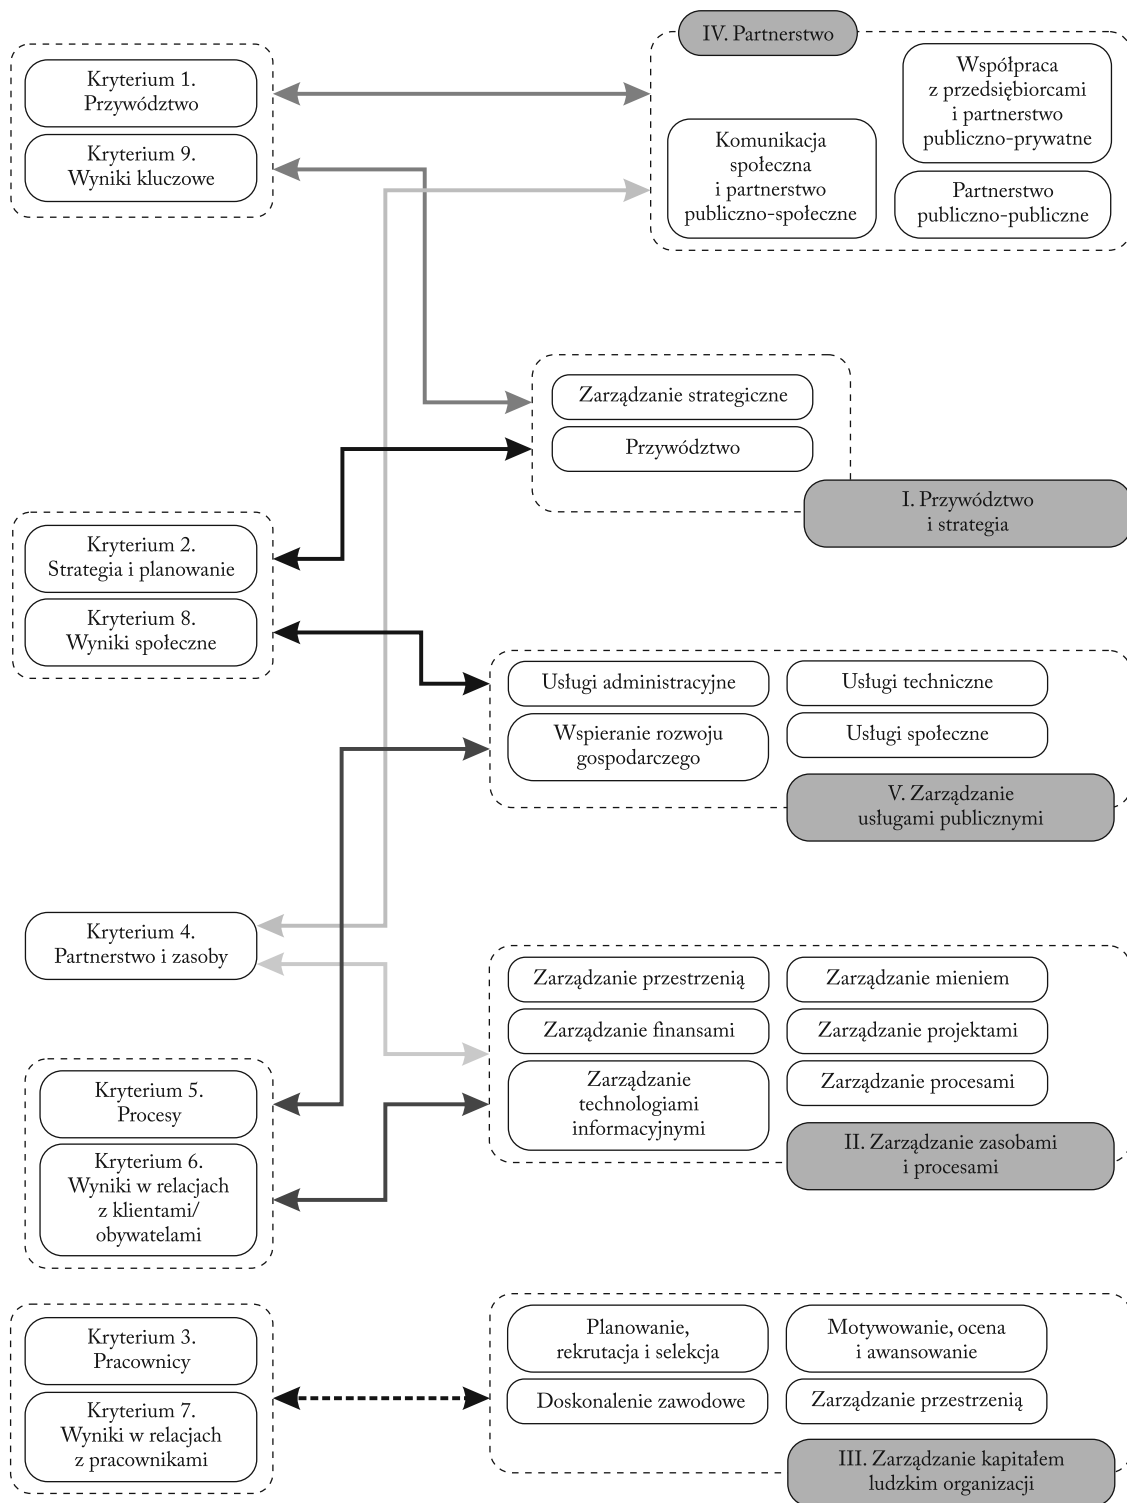 IV. Partnerstwo
Kryterium 1.
Przywództwo
Kryterium 9.
Wyniki kluczowe
Współpraca
z przedsiębiorcami
i partnerstwo
publiczno-prywatne
Komunikacja
społeczna
i partnerstwo
publiczno-społeczne
Partnerstwo
publiczno-publiczne
Zarządzanie strategiczne
Przywództwo
I. Przywództwo
i strategia
Kryterium 2.
Strategia i planowanie
Kryterium 8.
Wyniki społeczne
Usługi administracyjne
Usługi techniczne
Wspieranie rozwoju
gospodarczego
Usługi społeczne
V. Zarządzanie
usługami publicznymi
Kryterium 4.
Partnerstwo i zasoby
Zarządzanie przestrzenią
Zarządzanie mieniem
Zarządzanie finansami
Zarządzanie projektami
Zarządzanie
technologiami
informacyjnymi
Zarządzanie procesami
II. Zarządzanie zasobami
i procesami
Kryterium 5.
Procesy
Kryterium 6.
Wyniki w relacjach
z klientami/
obywatelami
Kryterium 3.
Pracownicy
Kryterium 7.
Wyniki w relacjach
z pracownikami
Planowanie,
rekrutacja i selekcja
Motywowanie, ocena
i awansowanie
Doskonalenie zawodowe
Zarządzanie przestrzenią
III. Zarządzanie kapitałem
ludzkim organizacji